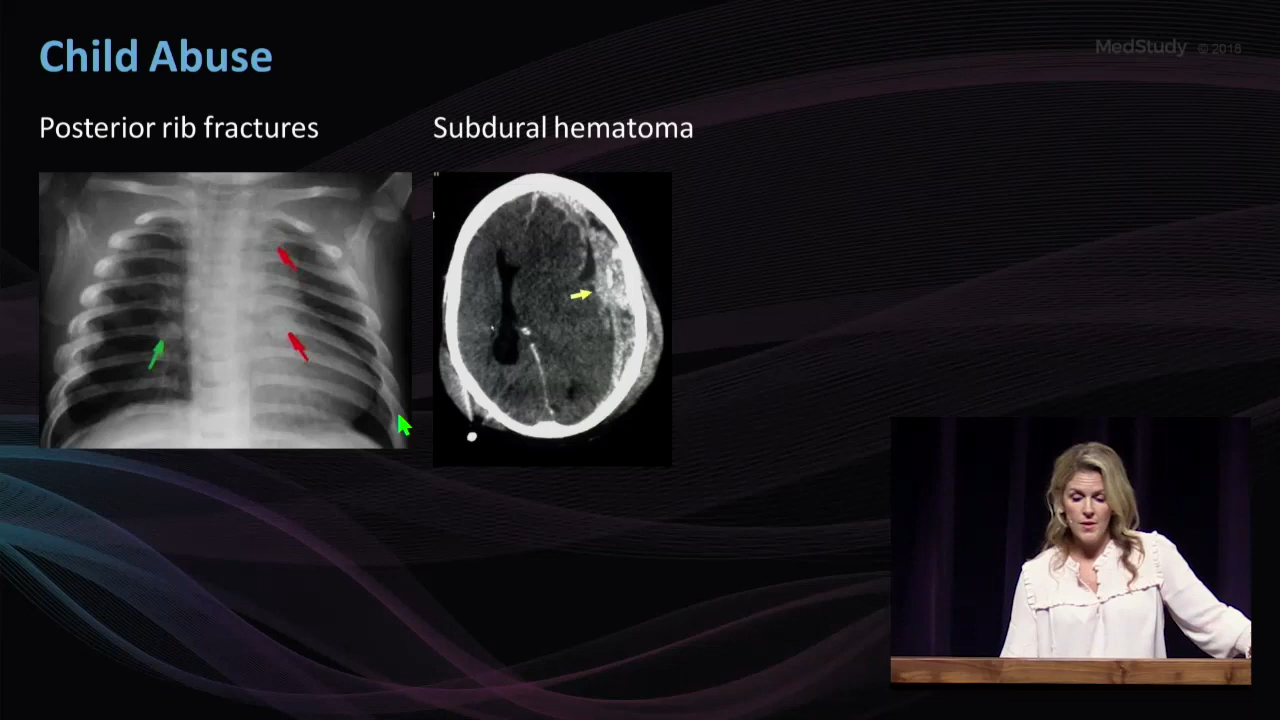 Child Abuse
MedStudy © 2018
Posterior rib fractures
Subdural hematoma